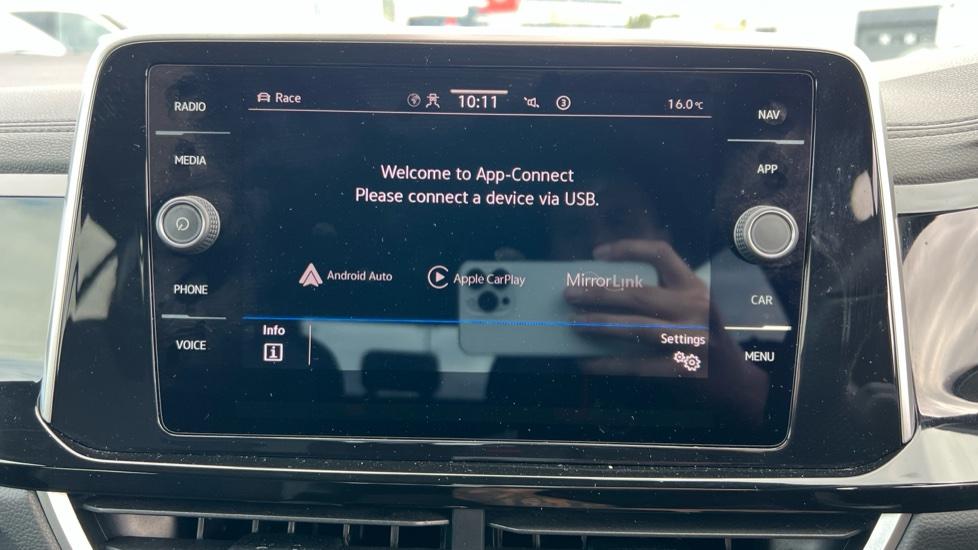 Race
10:11
3
16.0°C
RADIO
MEDIA
PHONE
VOICE
Welcome to App-Connect
Please connect a device via USB.
Android Auto
Apple CarPlay
MirrorLink
Info
i
Settings
NAV
APP
CAR
MENU